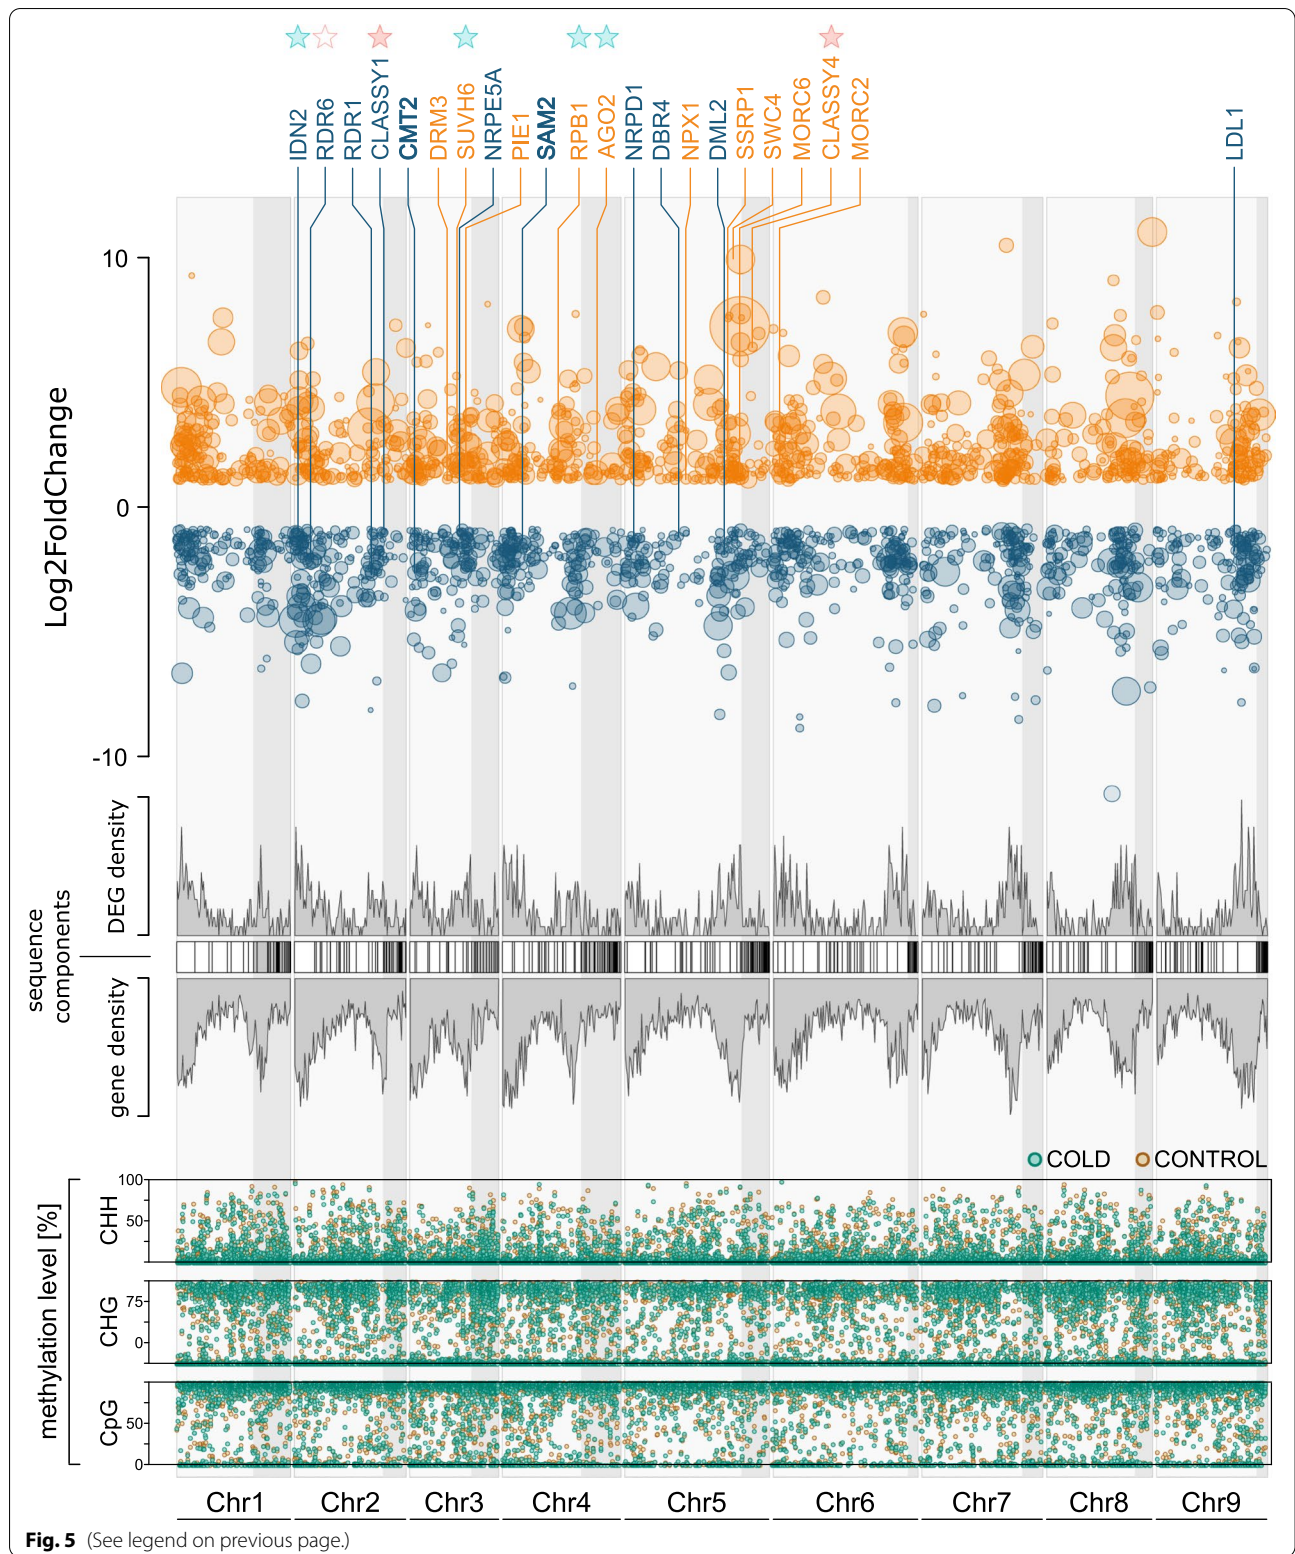 IDN2
RDR6
RDR1
CLASSY1
CMT2
DRM3
SUVH6
NRPE5A
PIE1
SAM2
RPB1
AGO2
NRPD1
DBR4
NPX1
DML2
SSRP1
SWC4
MORC6
CLASSY4
MORC2
LDL1
Log2FoldChange
10
0
-10
DEG density
sequence
components
gene density
COLD
CONTROL
methylation level [%]
CHH
100
50
CHG
75
0
CpG
50
0
Chr1
Chr2
Chr3
Chr4
Chr5
Chr6
Chr7
Chr8
Chr9
Fig. 5 (See legend on previous page.)